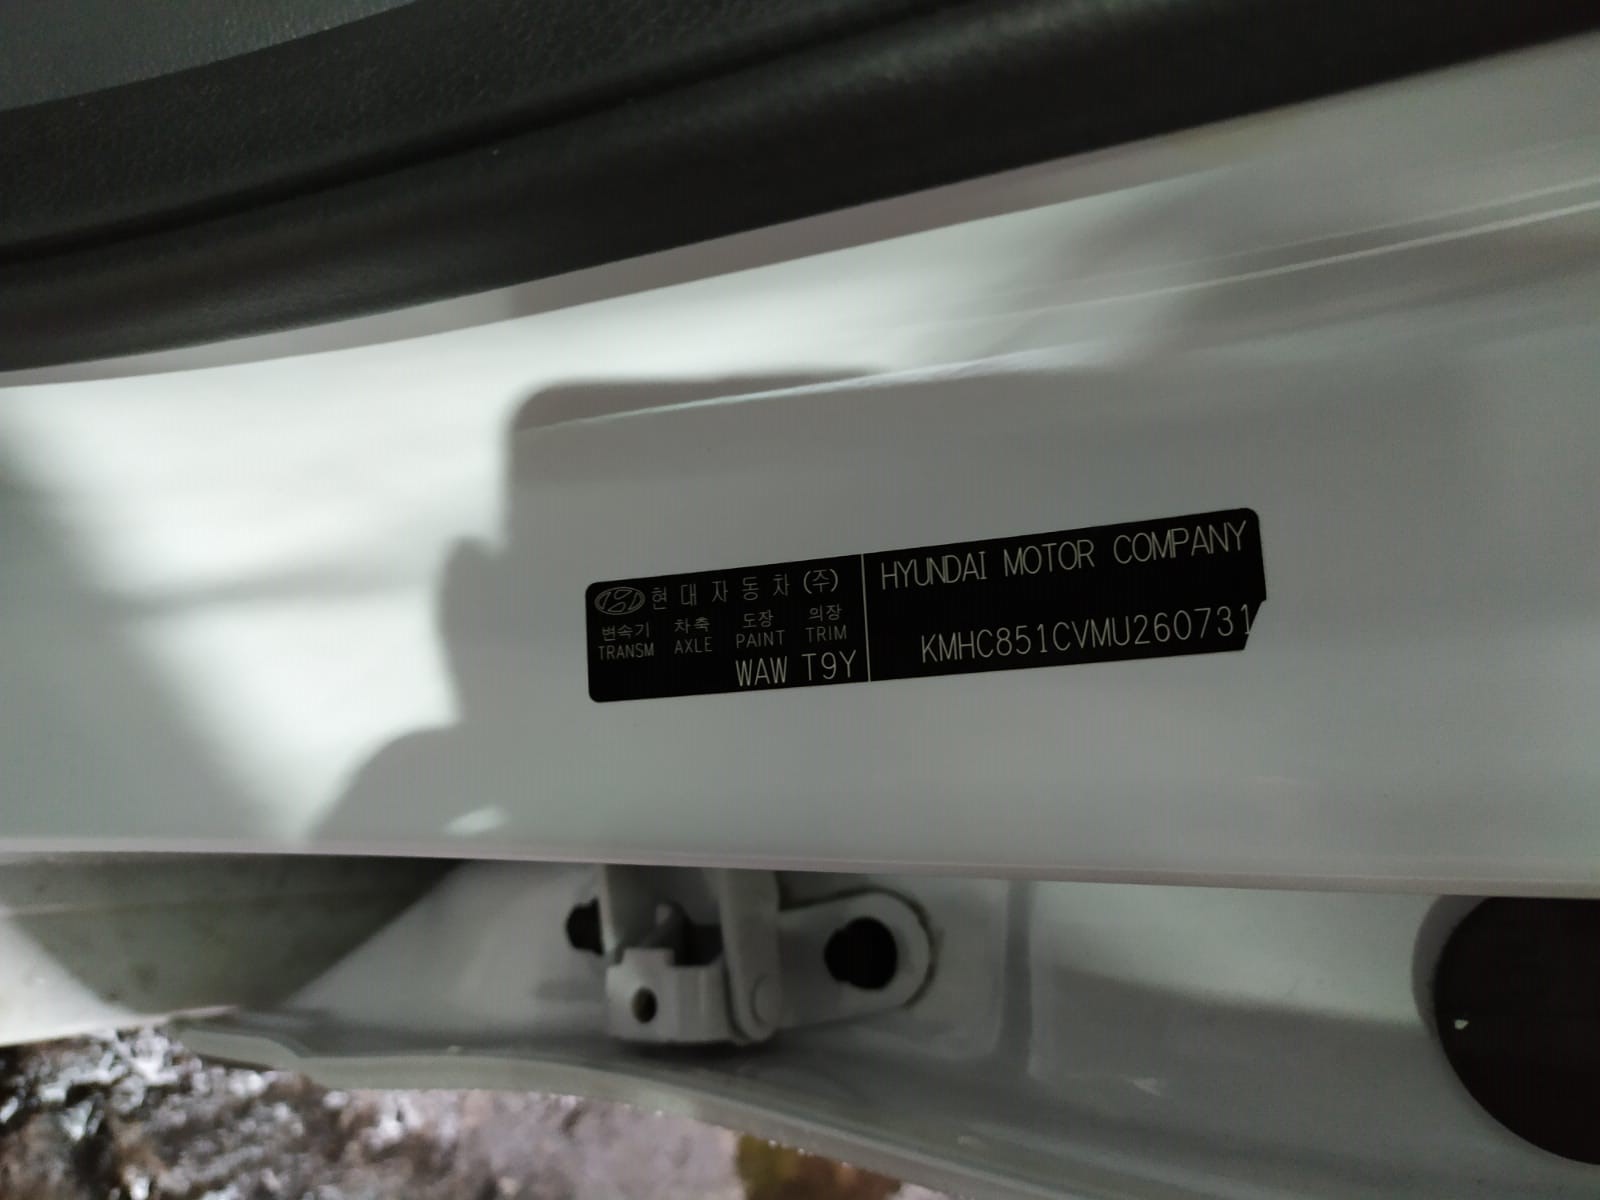 현대자동차(주)
변속기 차축 도장 의장
TRANSM AXLE PAINT TRIM
WAW T9Y
HYUNDAI MOTOR COMPANY
KMHC851CVMU260731